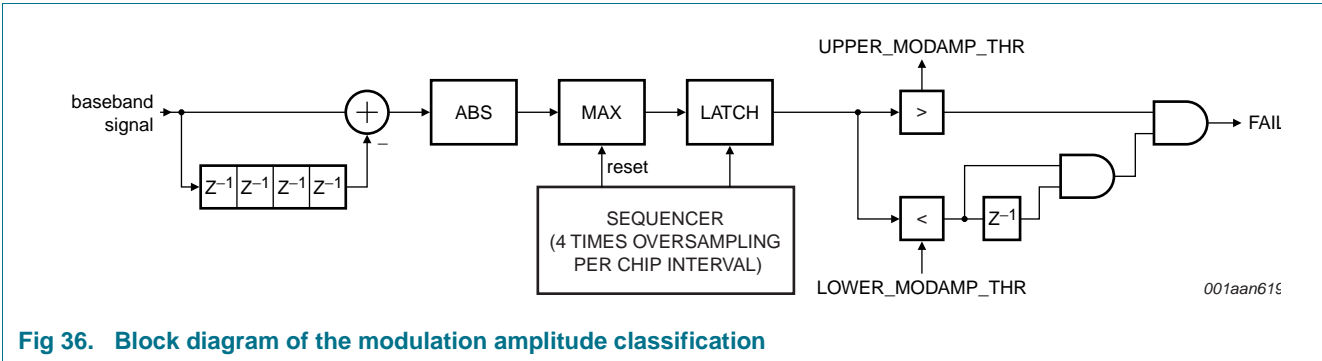 UPPER_MODAMP_THR
baseband
signal
+
−
ABS
MAX
LATCH
>
FAIL
Z−1 Z−1 Z−1 Z−1
reset
SEQUENCER
(4 TIMES OVERSAMPLING
PER CHIP INTERVAL)
<
Z−1
LOWER_MODAMP_THR
001aan619
Fig 36. Block diagram of the modulation amplitude classification